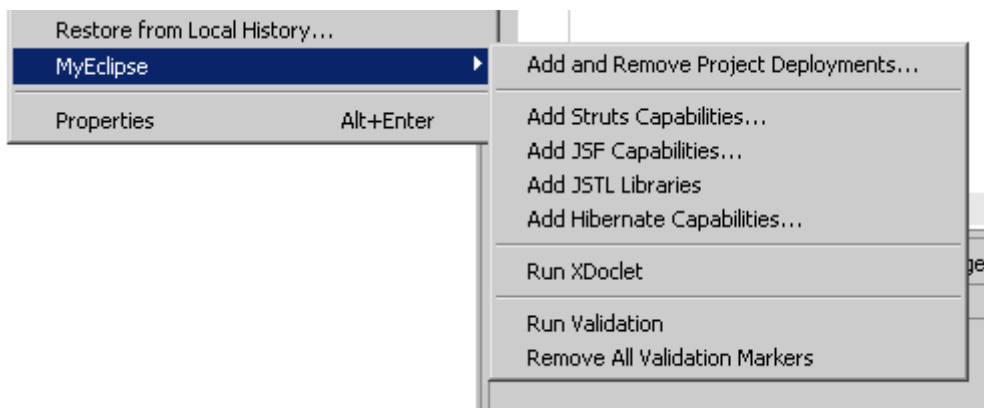 Restore from Local History...
MyEclipse
Properties Alt+Enter
Add and Remove Project Deployments...
Add Struts Capabilities...
Add JSF Capabilities...
Add JSTL Libraries
Add Hibernate Capabilities...
Run XDoclet
Run Validation
Remove All Validation Markers